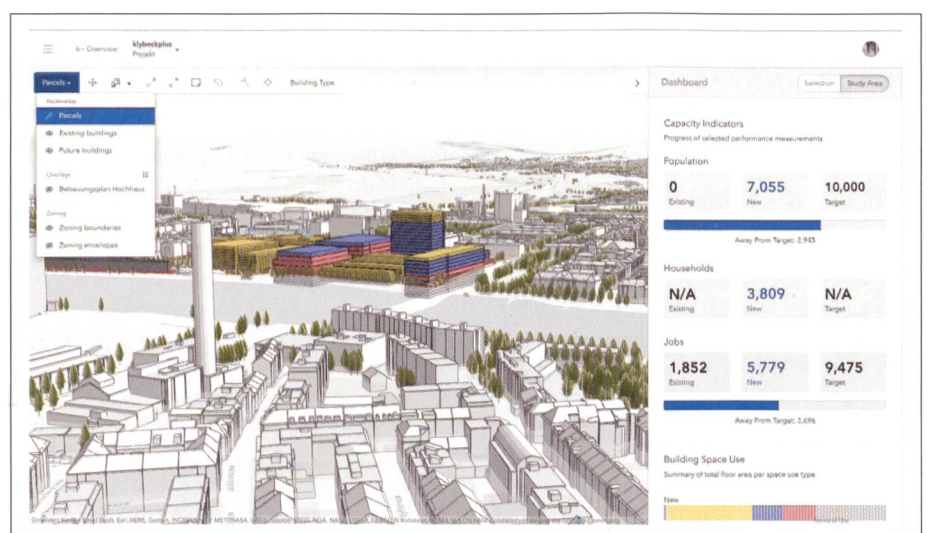 ← Overview
klybeckplus
Projekt
Parcels
Building Type
Parcels
Existing buildings
Future buildings
Overlays
Bebauungsplan Hochhaus
Zoning
Zoning boundaries
Zoning envelopes
Dashboard
Selection Study Area
Capacity Indicators
Progress of selected performance measurements
Population
0 7,055 10,000
Existing New Target
Away From Target: 2,945
Households
N/A 3,809 N/A
Existing New Target
Jobs
1,852 5,779 9,475
Existing New Target
Away From Target: 3,696
Building Space Use
Summary of total floor area per space use type.
New
Terms of Use